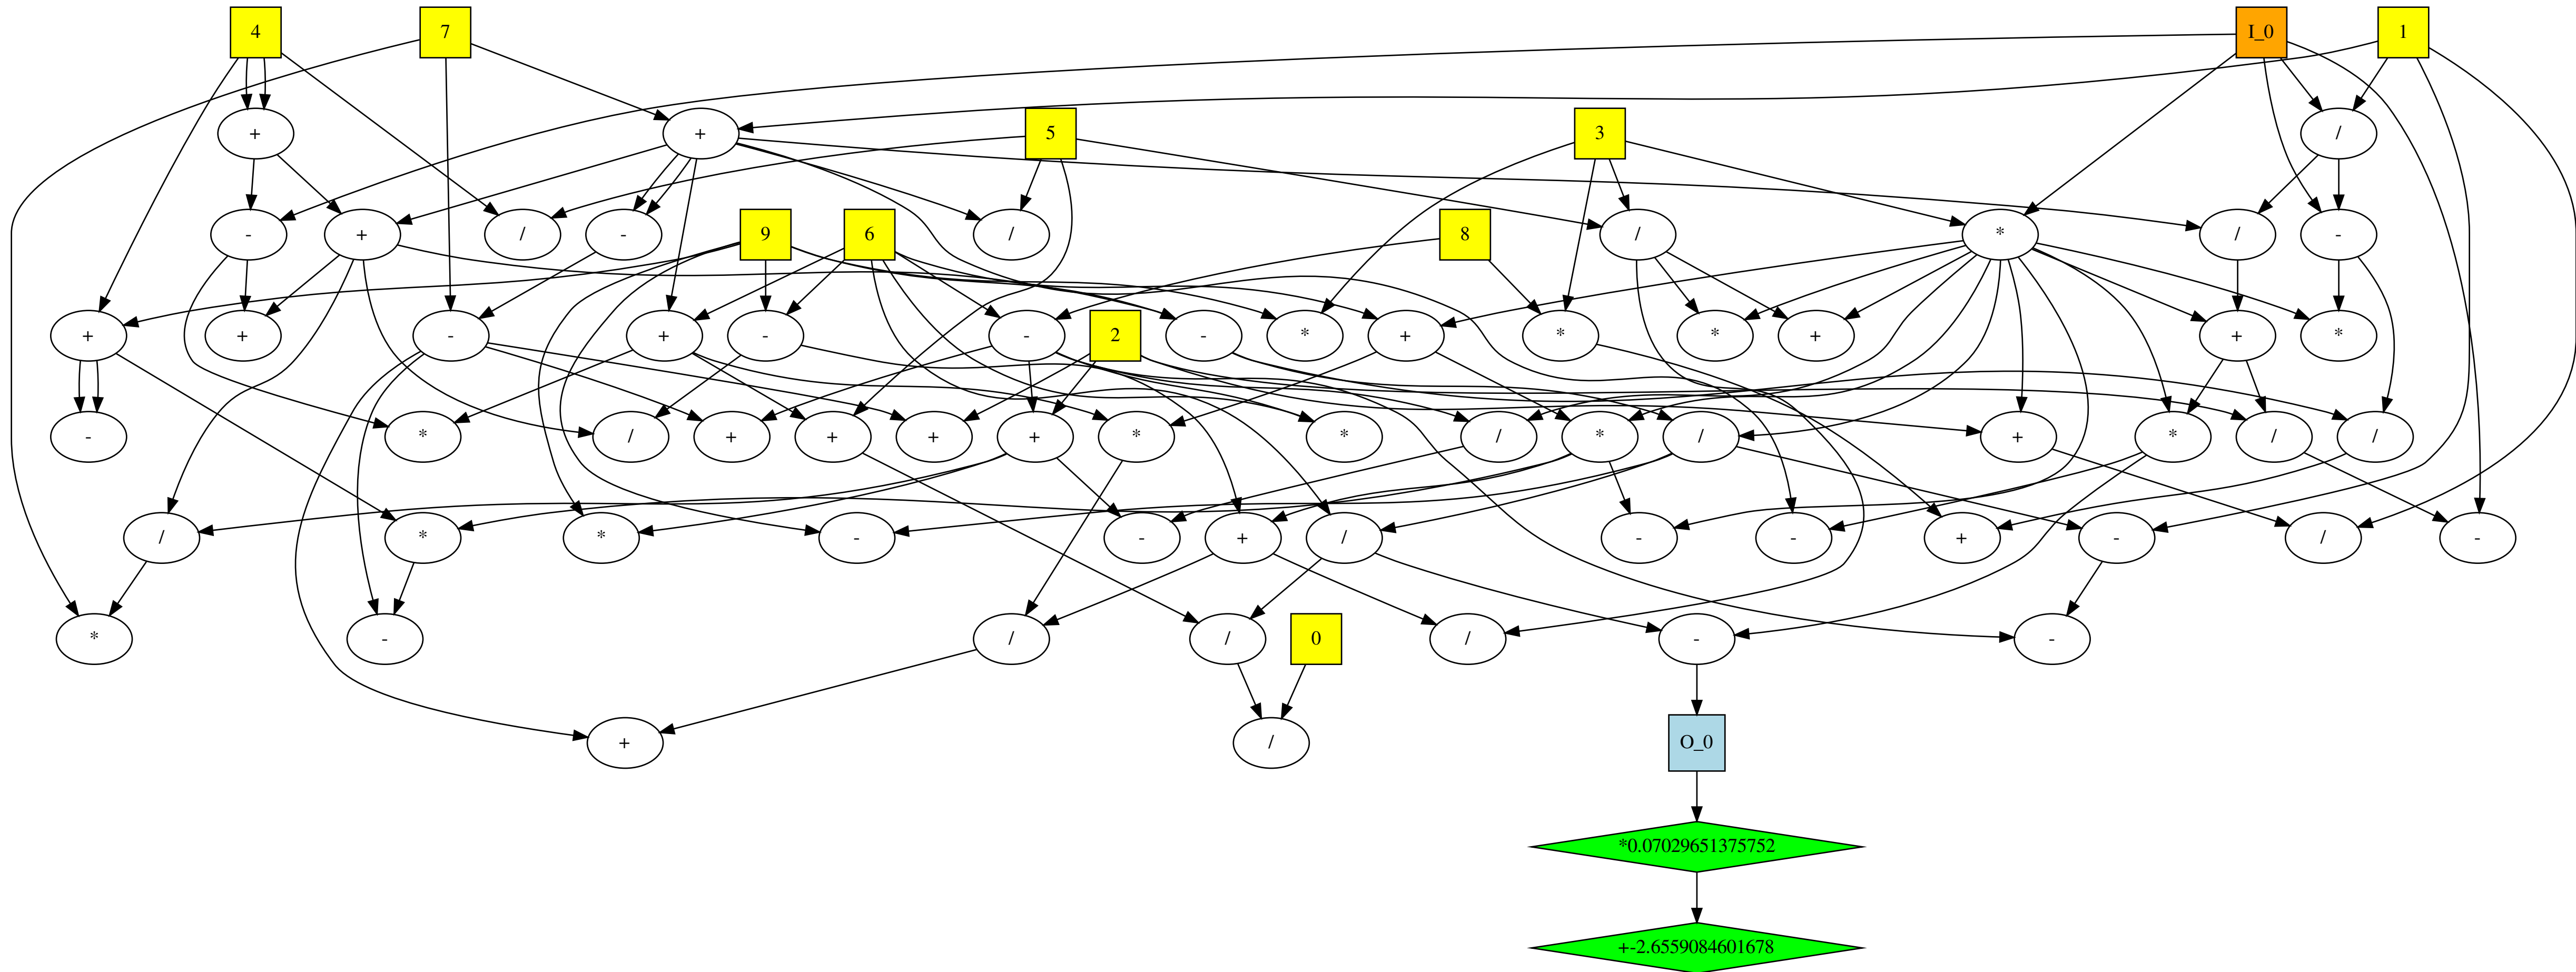 4 7 I_0 1
+ + 5 3 /
- + / - 9 6 / 8 / * / -
+ + - + - - 2 - * + * * + + *
- * / + + + + * * / * / + * / /
/ * * - - + / - - + - / -
* - / / 0 / - -
+ / O_0
*0.07029651375752
+-2.6559084601678